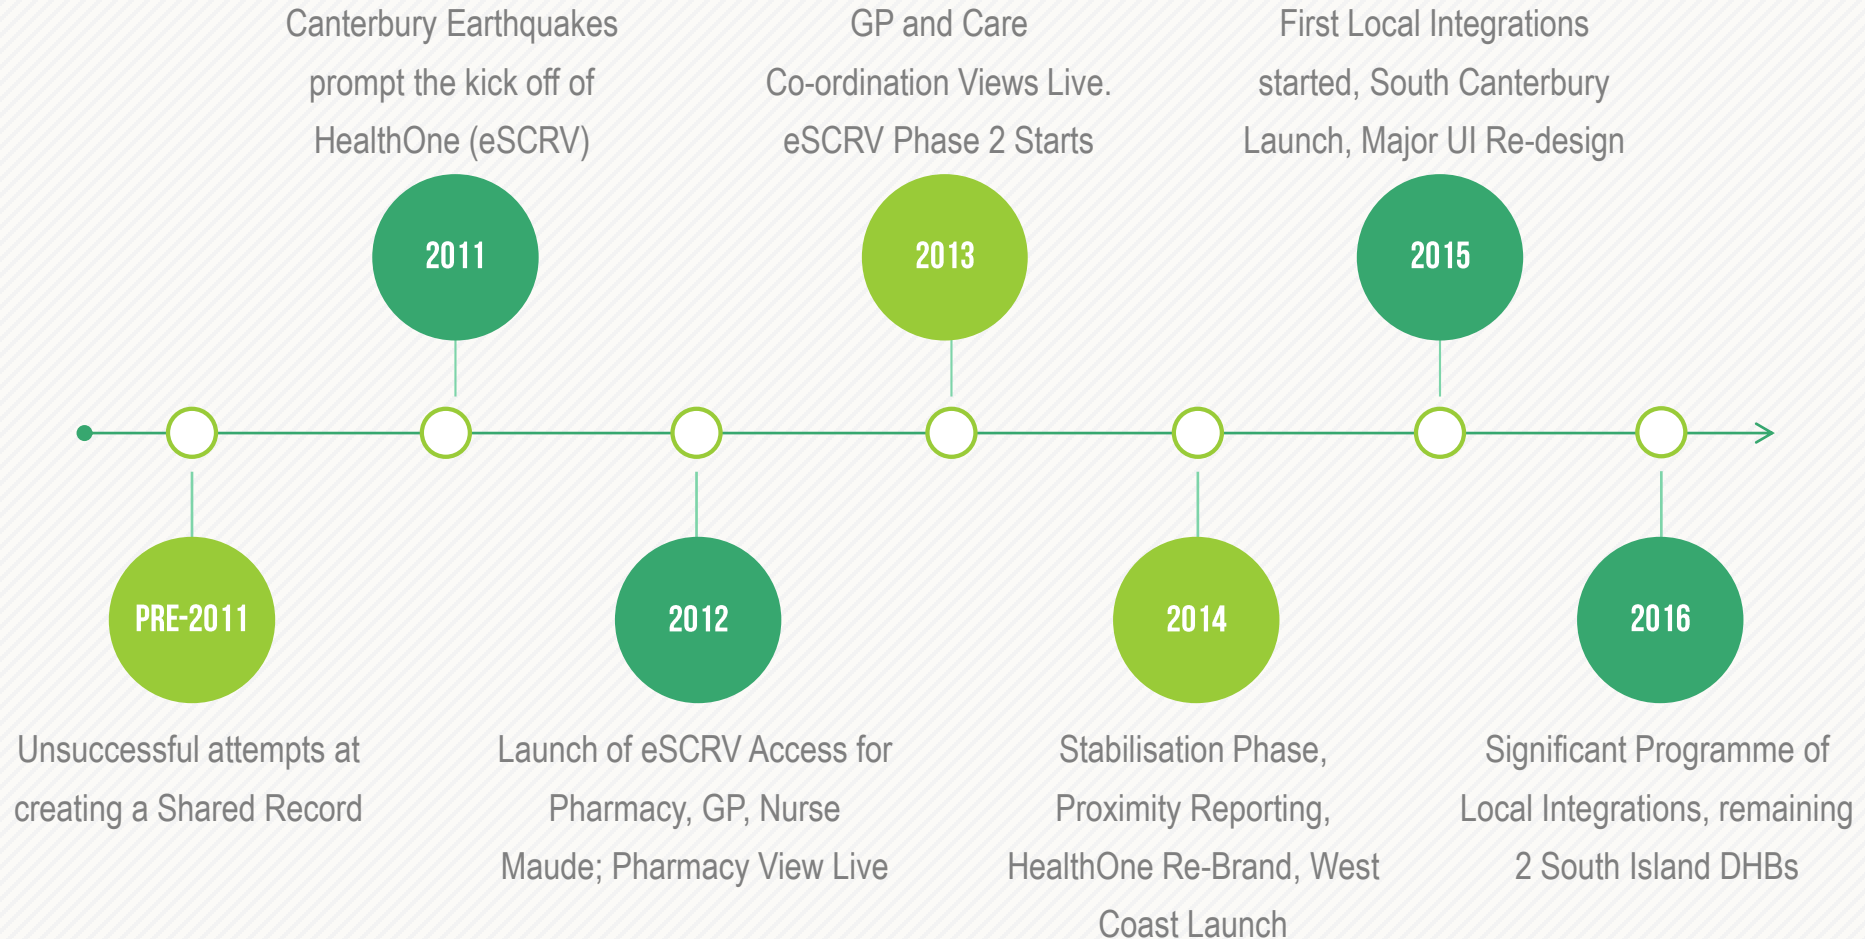 Canterbury Earthquakes
prompt the kick off of
HealthOne (eSCRV)
GP and Care
Co-ordination Views Live.
eSCRV Phase 2 Starts
First Local Integrations
started, South Canterbury
Launch, Major UI Re-design
2011
2013
2015
PRE-2011
2012
2014
2016
Unsuccessful attempts at
creating a Shared Record
Launch of eSCRV Access for
Pharmacy, GP, Nurse
Maude; Pharmacy View Live
Stabilisation Phase,
Proximity Reporting,
HealthOne Re-Brand, West
Coast Launch
Significant Programme of
Local Integrations, remaining
2 South Island DHBs